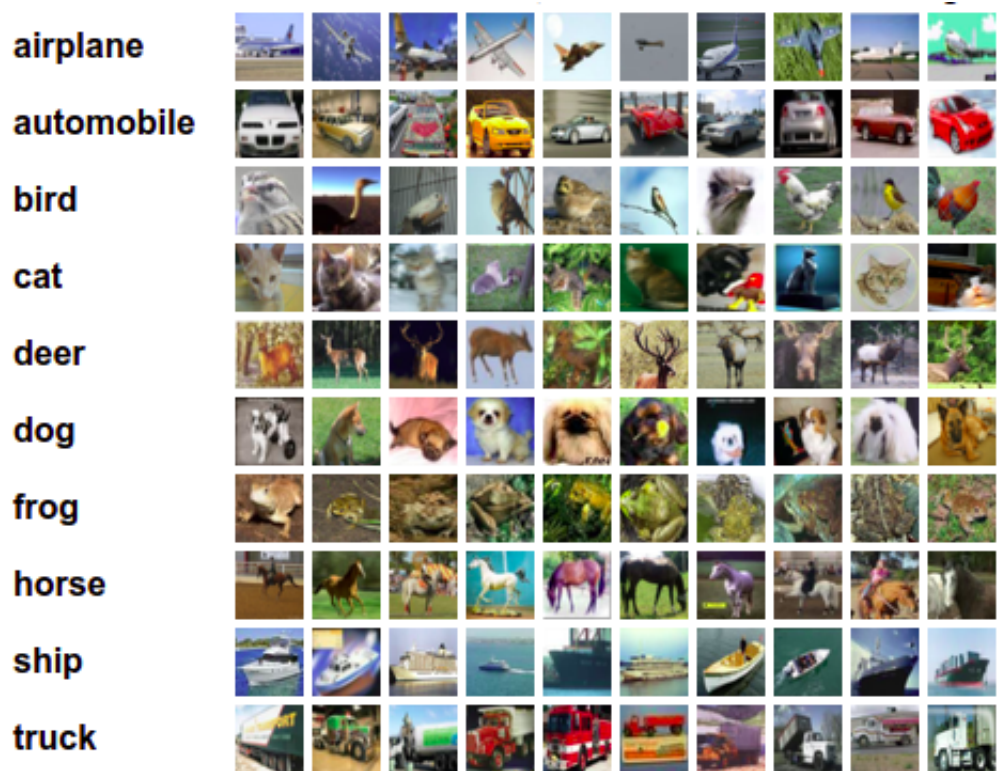 airplane
automobile
bird
cat
deer
dog
frog
horse
ship
truck